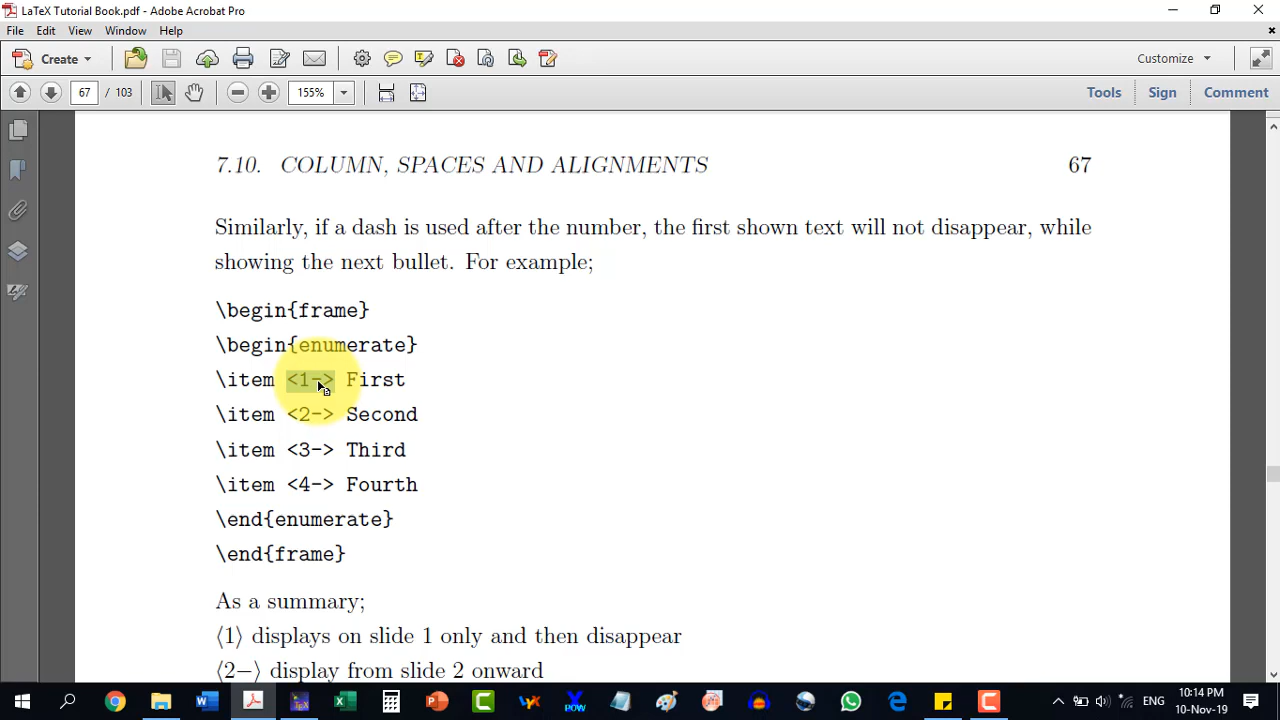 LaTeX Tutorial Book.pdf - Adobe Acrobat Pro
File Edit View Window Help
Create Customize
67 / 103 155% Tools Sign Comment
7.10. COLUMN, SPACES AND ALIGNMENTS 67
Similarly, if a dash is used after the number, the first shown text will not disappear, while
showing the next bullet. For example;
\begin{frame}
\begin{enumerate}
\item <1-> First
\item <2-> Second
\item <3-> Third
\item <4-> Fourth
\end{enumerate}
\end{frame}
As a summary;
⟨1⟩ displays on slide 1 only and then disappear
⟨2−⟩ display from slide 2 onward
ENG 10:14 PM
10-Nov-19